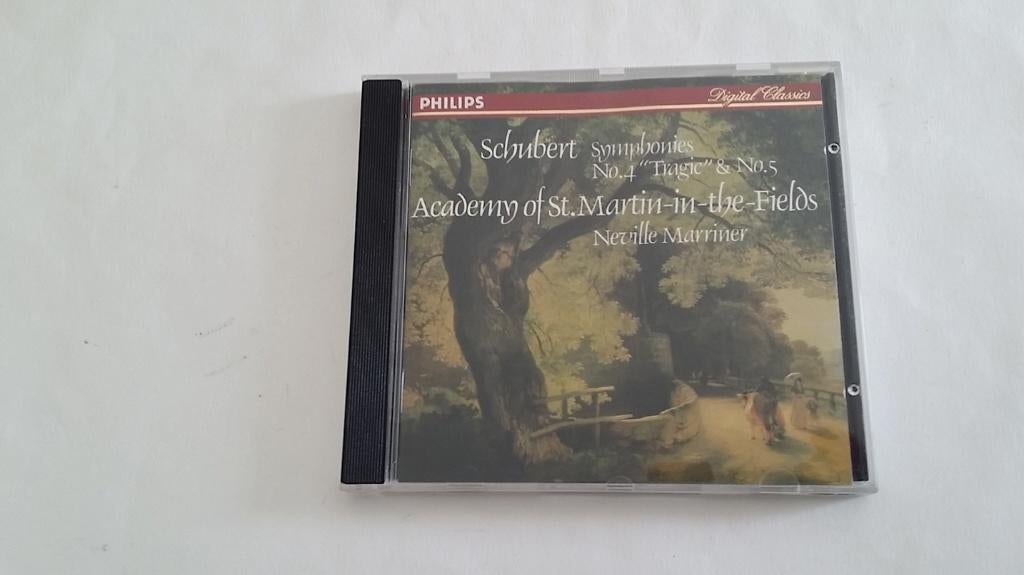 PHILIPS
Digital Classics
Schubert Symphonies
No.4 "Tragic" & No.5
Academy of St. Martin-in-the-Fields
Neville Marriner